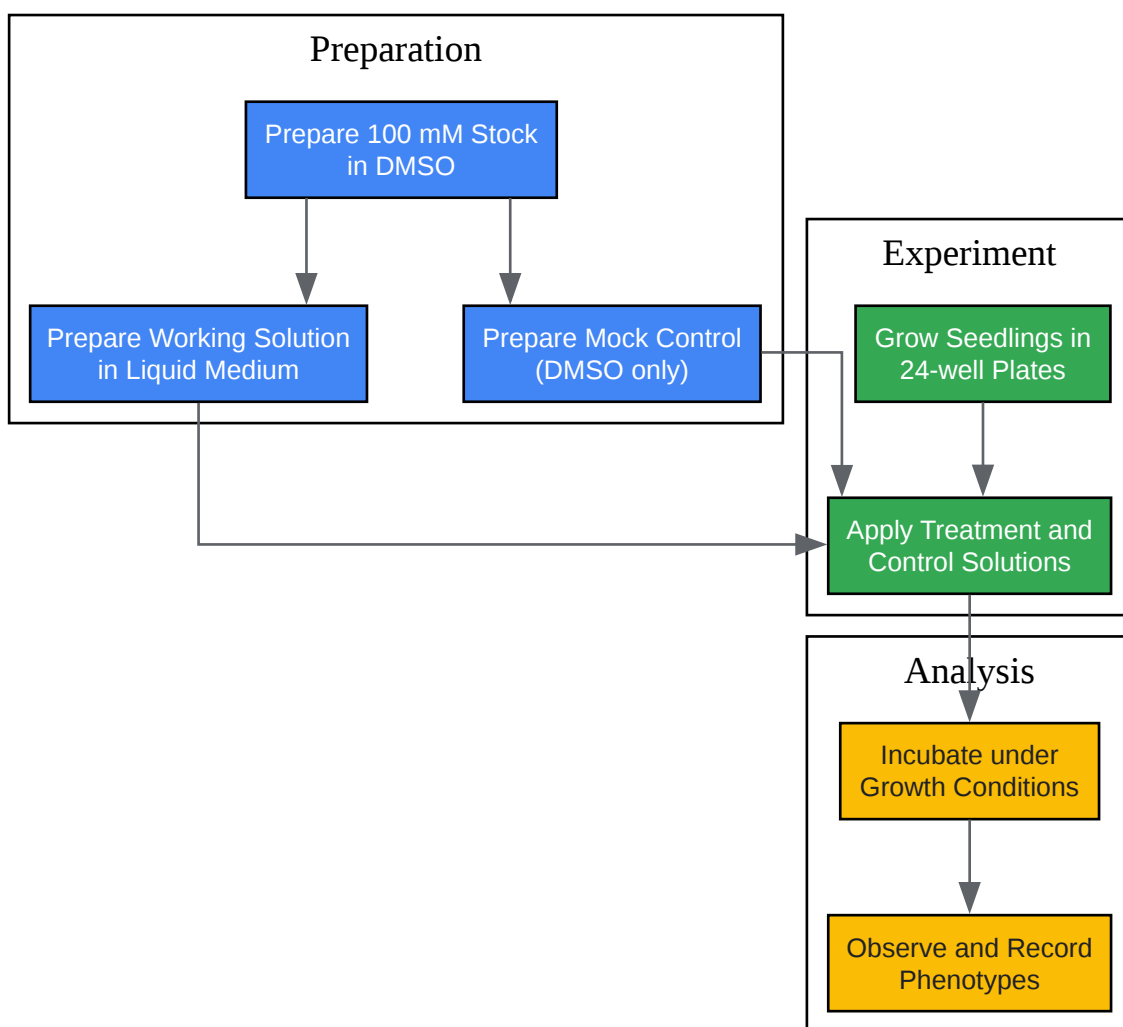 Preparation
Prepare 100 mM Stock
in DMSO
Prepare Working Solution
in Liquid Medium
Prepare Mock Control
(DMSO only)
Experiment
Grow Seedlings in
24-well Plates
Apply Treatment and
Control Solutions
Analysis
Incubate under
Growth Conditions
Observe and Record
Phenotypes